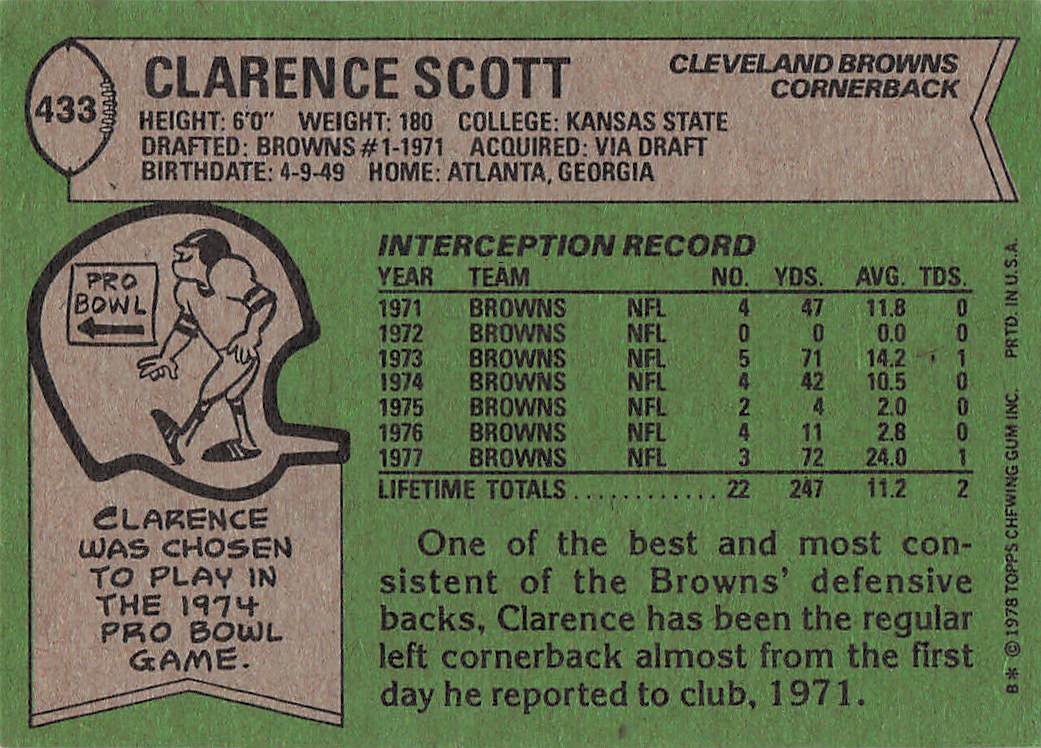 433
CLARENCE SCOTT
CLEVELAND BROWNS
CORNERBACK
HEIGHT: 6'0" WEIGHT: 180 COLLEGE: KANSAS STATE
DRAFTED: BROWNS #1-1971 ACQUIRED: VIA DRAFT
BIRTHDATE: 4-9-49 HOME: ATLANTA, GEORGIA
PRO
BOWL
CLARENCE
WAS CHOSEN
TO PLAY IN
THE 1974
PRO BOWL
GAME.
INTERCEPTION RECORD
YEAR TEAM NO. YDS. AVG. TDS.
1971 BROWNS NFL 4 47 11.8 0
1972 BROWNS NFL 0 0 0.0 0
1973 BROWNS NFL 5 71 14.2 1
1974 BROWNS NFL 4 42 10.5 0
1975 BROWNS NFL 2 4 2.0 0
1976 BROWNS NFL 4 11 2.8 0
1977 BROWNS NFL 3 72 24.0 1
LIFETIME TOTALS............ 22 247 11.2 2
One of the best and most con-
sistent of the Browns' defensive
backs, Clarence has been the regular
left cornerback almost from the first
day he reported to club, 1971.
B* © 1978 TOPPS CHEWING GUM INC. PRTD. IN U.S.A.